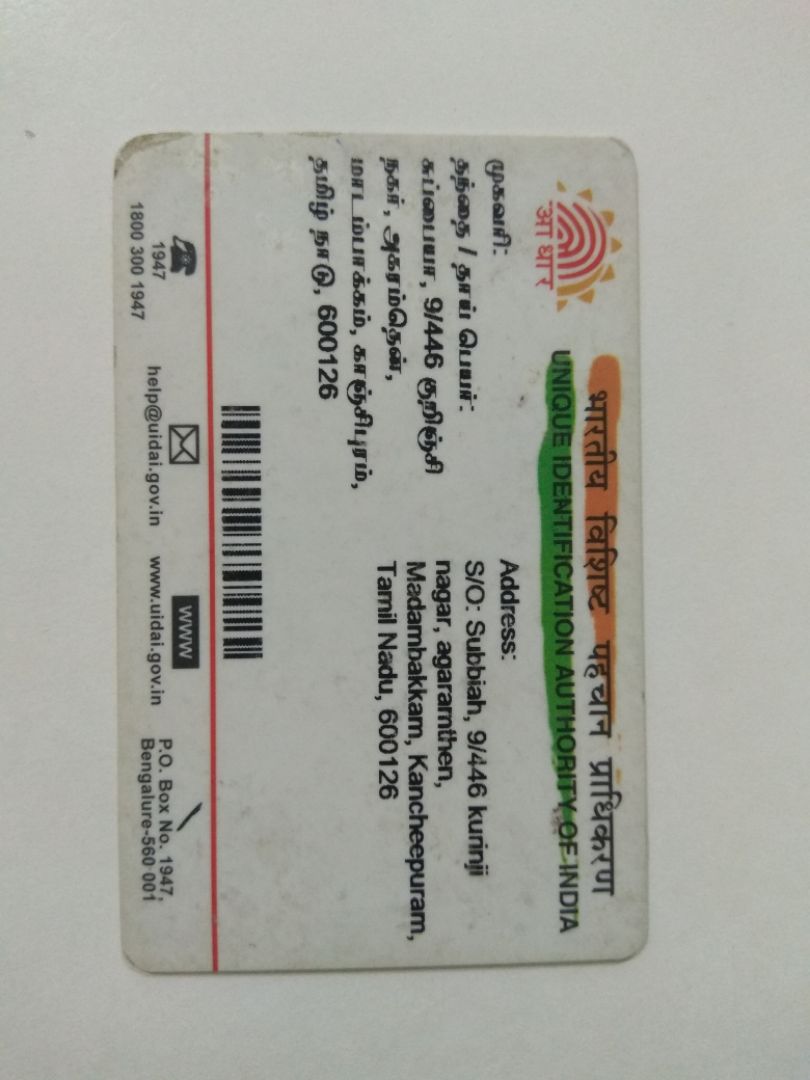 भारतीय विशिष्ट पहचान प्राधिकरण
UNIQUE IDENTIFICATION AUTHORITY OF INDIA
आधार
முகவரி:
தந்தை / தாய் பெயர்:
சுப்பையா, 9/446 குறிஞ்சி
நகர், அகரம்தென்,
மாடம்பாக்கம், காஞ்சிபுரம்,
தமிழ் நாடு, 600126
Address:
S/O: Subbiah, 9/446 kurinji
nagar, agaramthen,
Madambakkam, Kancheepuram,
Tamil Nadu, 600126
1947
1800 300 1947
help@uidai.gov.in
WWW
www.uidai.gov.in
P.O. Box No. 1947,
Bengalure-560 001